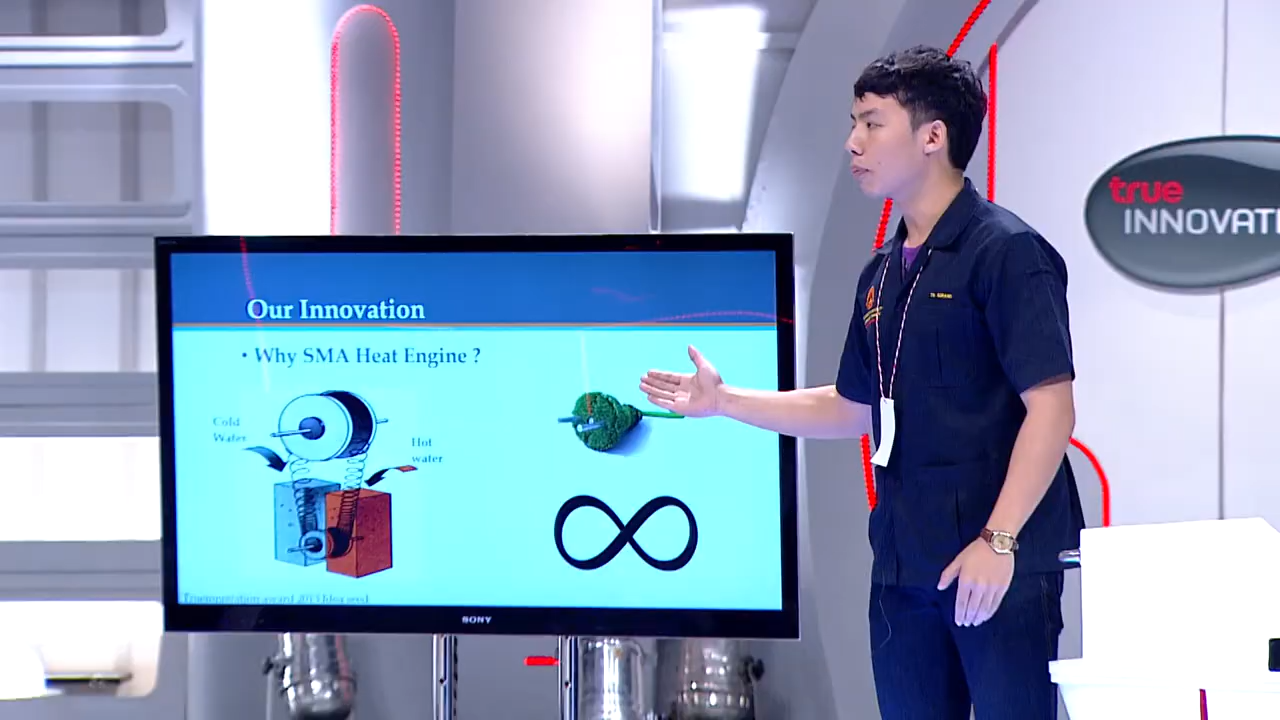 true
INNOVATI
Our Innovation
• Why SMA Heat Engine ?
Cold
Water
Hot
water
SONY